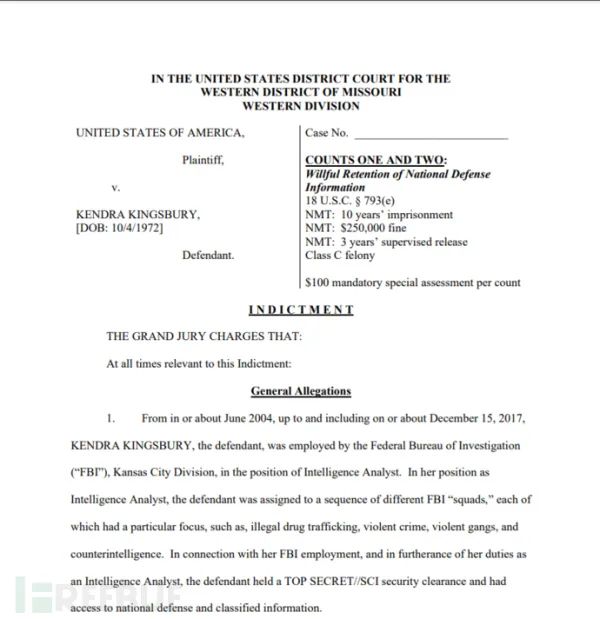 IN THE UNITED STATES DISTRICT COURT FOR THE
WESTERN DISTRICT OF MISSOURI
WESTERN DIVISION
UNITED STATES OF AMERICA,
Plaintiff,
v.
KENDRA KINGSBURY,
[DOB: 10/4/1972]
Defendant.
Case No.
COUNTS ONE AND TWO:
Willful Retention of National Defense
Information
18 U.S.C. § 793(e)
NMT: 10 years' imprisonment
NMT: $250,000 fine
NMT: 3 years' supervised release
Class C felony
$100 mandatory special assessment per count
INDICTMENT
THE GRAND JURY CHARGES THAT:
At all times relevant to this Indictment:
General Allegations
1. From in or about June 2004, up to and including on or about December 15, 2017,
KENDRA KINGSBURY, the defendant, was employed by the Federal Bureau of Investigation
("FBI"), Kansas City Division, in the position of Intelligence Analyst. In her position as
Intelligence Analyst, the defendant was assigned to a sequence of different FBI "squads," each of
which had a particular focus, such as, illegal drug trafficking, violent crime, violent gangs, and
counterintelligence. In connection with her FBI employment, and in furtherance of her duties as
an Intelligence Analyst, the defendant held a TOP SECRET//SCI security clearance and had
access to national defense and classified information.